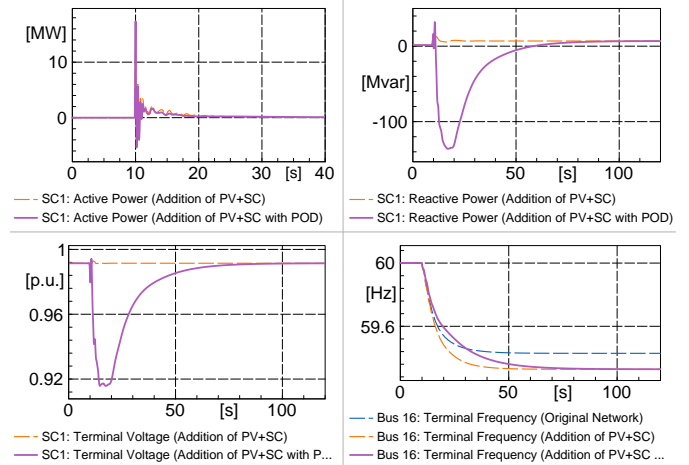 [MW]
10
0
0
10
20
30
[s]
40
SC1: Active Power (Addition of PV+SC)
SC1: Active Power (Addition of PV+SC with POD)
0
[Mvar]
-100
0
50
[s]
100
SC1: Reactive Power (Addition of PV+SC)
SC1: Reactive Power (Addition of PV+SC with POD)
1
[p.u.]
0.96
0.92
0
50
[s]
100
SC1: Terminal Voltage (Addition of PV+SC)
SC1: Terminal Voltage (Addition of PV+SC with P...
60
[Hz]
59.6
0
50
[s]
100
Bus 16: Terminal Frequency (Original Network)
Bus 16: Terminal Frequency (Addition of PV+SC)
Bus 16: Terminal Frequency (Addition of PV+SC ...